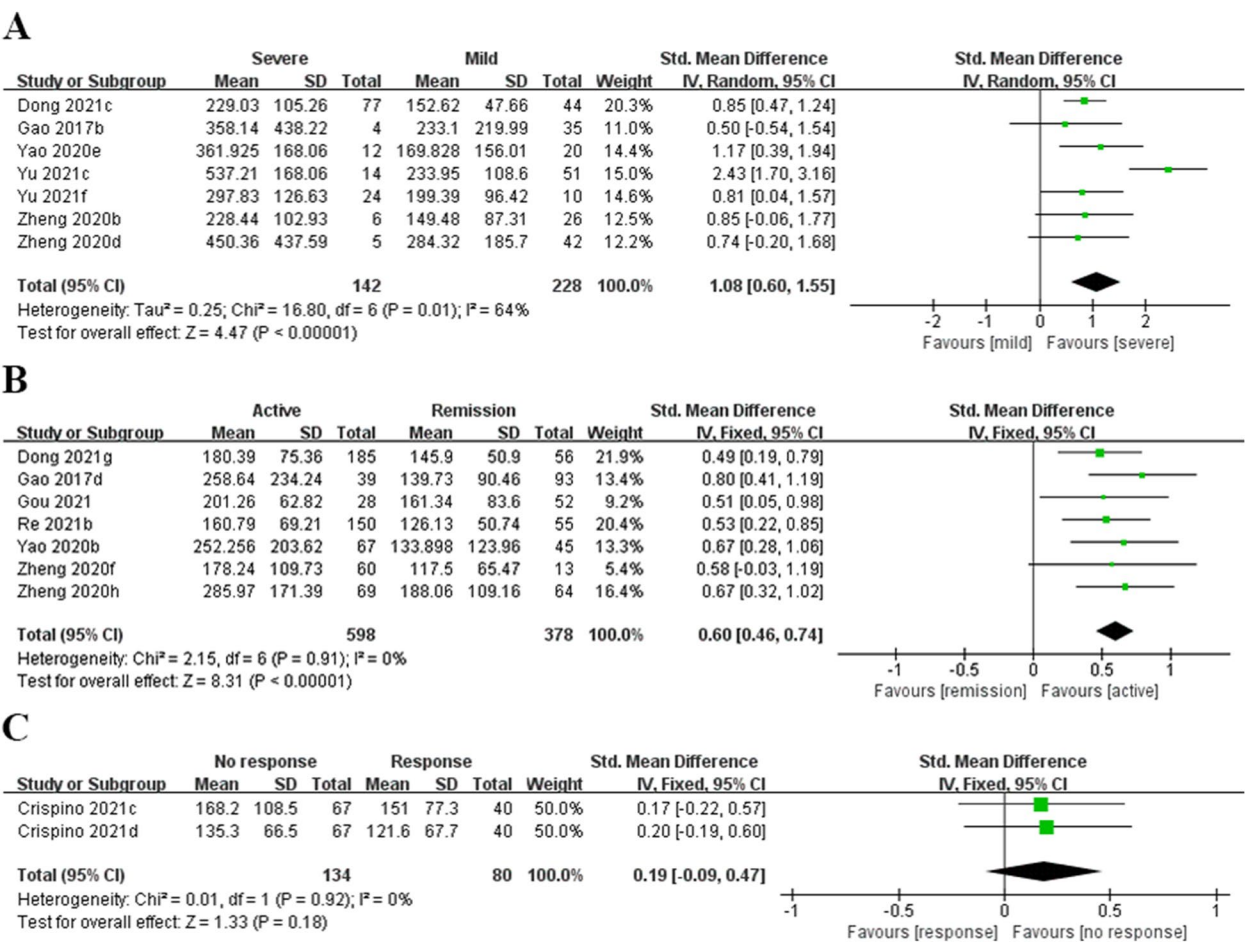 A
Severe Mild Std. Mean Difference Std. Mean Difference
Study or Subgroup Mean SD Total Mean SD Total Weight IV, Random, 95% CI IV, Random, 95% CI
Dong 2021c 229.03 105.26 77 152.62 47.66 44 20.3% 0.85 [0.47, 1.24]
Gao 2017b 358.14 438.22 4 233.1 219.99 35 11.0% 0.50 [-0.54, 1.54]
Yao 2020e 361.925 168.06 12 169.828 156.01 20 14.4% 1.17 [0.39, 1.94]
Yu 2021c 537.21 168.06 14 233.95 108.6 51 15.0% 2.43 [1.70, 3.16]
Yu 2021f 297.83 126.63 24 199.39 96.42 10 14.6% 0.81 [0.04, 1.57]
Zheng 2020b 228.44 102.93 6 149.48 87.31 26 12.5% 0.85 [-0.06, 1.77]
Zheng 2020d 450.36 437.59 5 284.32 185.7 42 12.2% 0.74 [-0.20, 1.68]
Total (95% CI) 142 228 100.0% 1.08 [0.60, 1.55]
Heterogeneity: Tau² = 0.25; Chi² = 16.80, df = 6 (P = 0.01); I² = 64%
Test for overall effect: Z = 4.47 (P < 0.00001)
-2 -1 0 1 2
Favours [mild] Favours [severe]
B
Active Remission Std. Mean Difference Std. Mean Difference
Study or Subgroup Mean SD Total Mean SD Total Weight IV, Fixed, 95% CI IV, Fixed, 95% CI
Dong 2021g 180.39 75.36 185 145.9 50.9 56 21.9% 0.49 [0.19, 0.79]
Gao 2017d 258.64 234.24 39 139.73 90.46 93 13.4% 0.80 [0.41, 1.19]
Gou 2021 201.26 62.82 28 161.34 83.6 52 9.2% 0.51 [0.05, 0.98]
Re 2021b 160.79 69.21 150 126.13 50.74 55 20.4% 0.53 [0.22, 0.85]
Yao 2020b 252.256 203.62 67 133.898 123.96 45 13.3% 0.67 [0.28, 1.06]
Zheng 2020f 178.24 109.73 60 117.5 65.47 13 5.4% 0.58 [-0.03, 1.19]
Zheng 2020h 285.97 171.39 69 188.06 109.16 64 16.4% 0.67 [0.32, 1.02]
Total (95% CI) 598 378 100.0% 0.60 [0.46, 0.74]
Heterogeneity: Chi² = 2.15, df = 6 (P = 0.91); I² = 0%
Test for overall effect: Z = 8.31 (P < 0.00001)
-1 -0.5 0 0.5 1
Favours [remission] Favours [active]
C
No response Response Std. Mean Difference Std. Mean Difference
Study or Subgroup Mean SD Total Mean SD Total Weight IV, Fixed, 95% CI IV, Fixed, 95% CI
Crispino 2021c 168.2 108.5 67 151 77.3 40 50.0% 0.17 [-0.22, 0.57]
Crispino 2021d 135.3 66.5 67 121.6 67.7 40 50.0% 0.20 [-0.19, 0.60]
Total (95% CI) 134 80 100.0% 0.19 [-0.09, 0.47]
Heterogeneity: Chi² = 0.01, df = 1 (P = 0.92); I² = 0%
Test for overall effect: Z = 1.33 (P = 0.18)
-1 -0.5 0 0.5 1
Favours [response] Favours [no response]